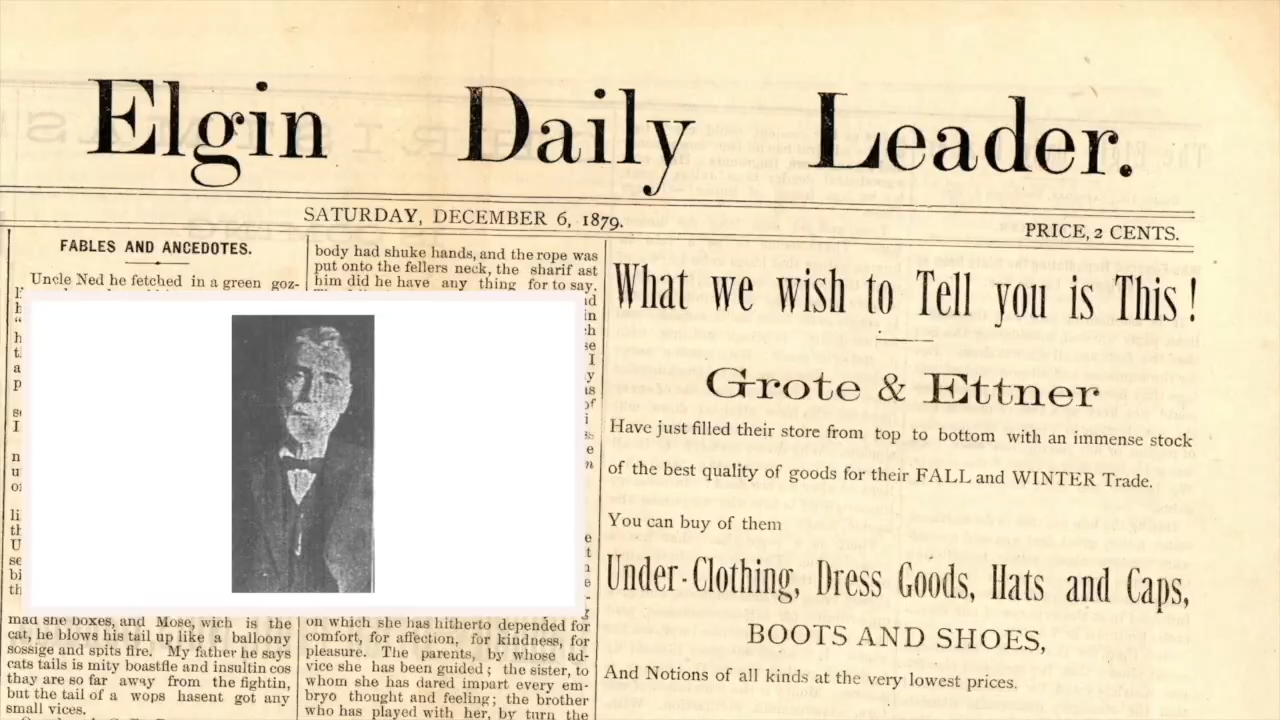 Elgin Daily Leader.
SATURDAY, DECEMBER 6, 1879.
PRICE, 2 CENTS.
FABLES AND ANCEDOTES.
Uncle Ned he fetched in a green goz-
mad she boxes, and Mose, wich is the
cat, he blows his tail up like a balloony
sossige and spits fire. My father he says
cats tails is mity boastfle and insultin cos
they are so far away from the fightin,
but the tail of a wops hasent got any
small vices.
body had shuke hands, and the rope was
put onto the fellers neck, the sharif ast
him did he have any thing for to say.
on which she has hitherto depended for
comfort, for affection, for kindness, for
pleasure. The parents, by whose ad-
vice she has been guided; the sister, to
whom she has dared impart every em-
bryo thought and feeling; the brother
who has played with her, by turn the
What we wish to Tell you is This!
Grote & Ettner
Have just filled their store from top to bottom with an immense stock
of the best quality of goods for their FALL and WINTER Trade.
You can buy of them
Under-Clothing, Dress Goods, Hats and Caps,
BOOTS AND SHOES,
And Notions of all kinds at the very lowest prices.